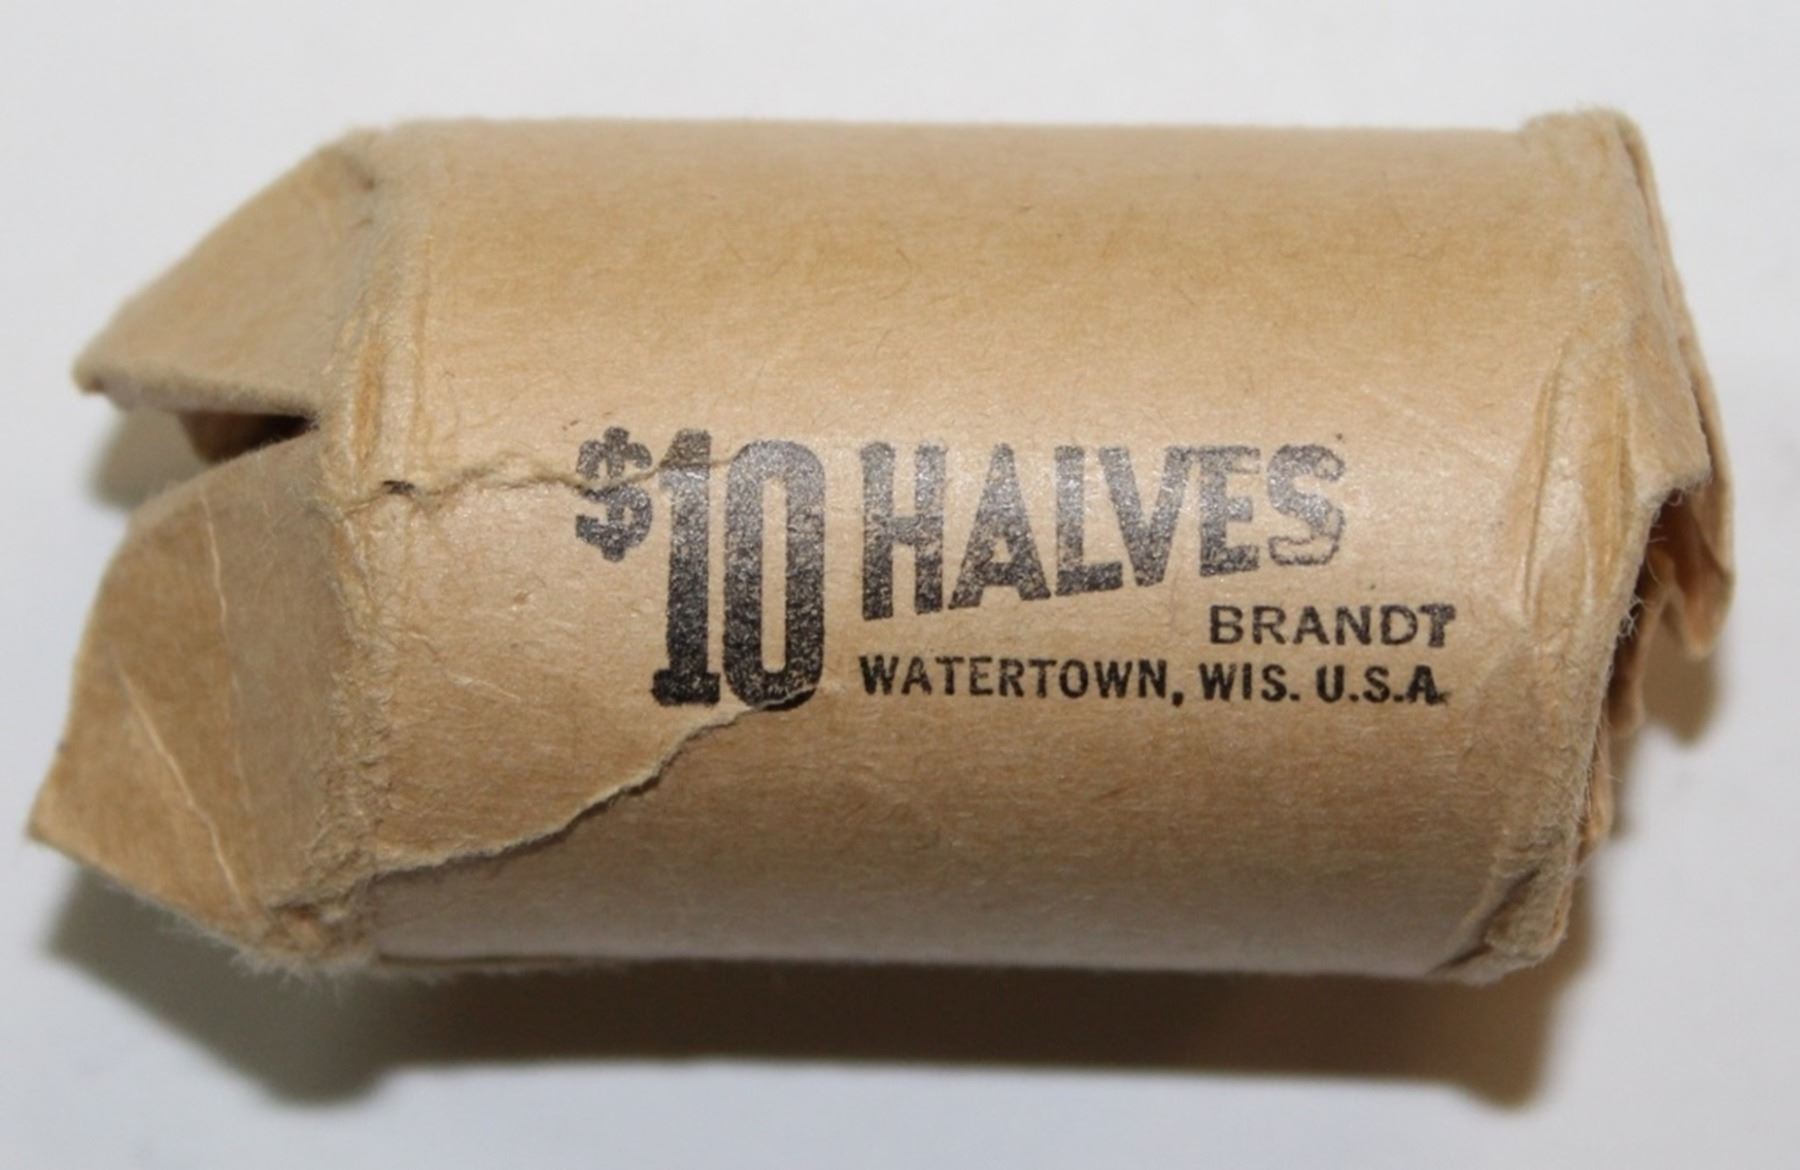 $10 HALVES
BRANDT
WATERTOWN, WIS. U.S.A.